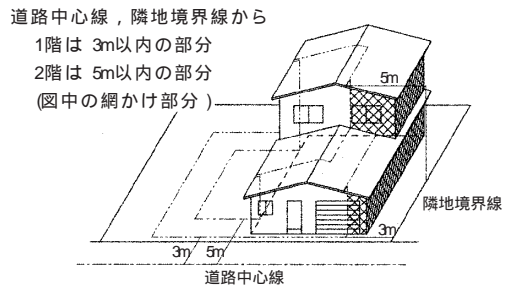 道路中心線，隣地境界線から
1階は 3m以内の部分
2階は 5m以内の部分
(図中の網かけ部分)
5m
隣地境界線
3m
3m 5m
道路中心線